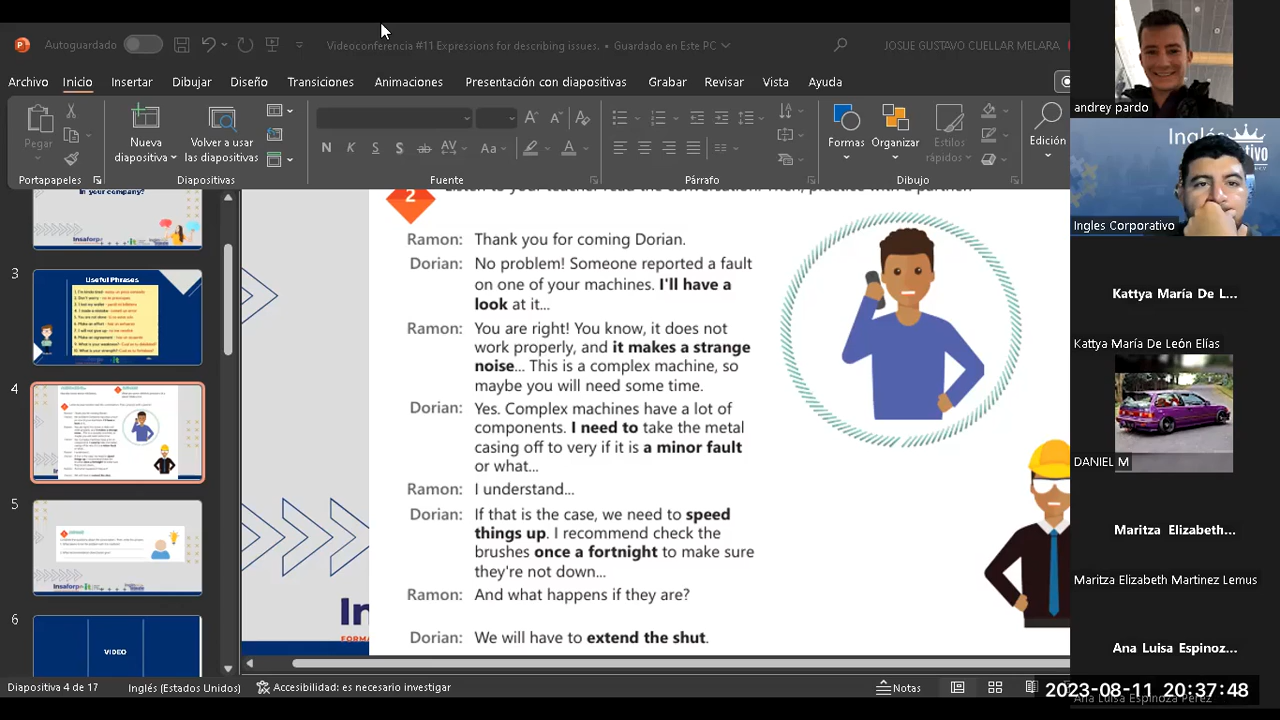 Autoguardado
Videoconferencia #11 Expressions for describing issues. • Guardado en Este PC
JOSUE GUSTAVO CUELLAR MELARA
Archivo Inicio Insertar Dibujar Diseño Transiciones Animaciones Presentación con diapositivas Grabar Revisar Vista Ayuda
Pegar
Nueva diapositiva
Volver a usar las diapositivas
N K S S ab AV Aa A
Formas
Organizar
Estilos rápidos
Edición
Portapapeles Diapositivas Fuente Párrafo Dibujo
In your company?
Insaforp
3
Useful Phrases
4
5
6
VIDEO
2
Ramon: Thank you for coming Dorian.
Dorian: No problem! Someone reported a fault
on one of your machines. I'll have a
look at it...
Ramon: You are right! You know, it does not
work properly, and it makes a strange
noise... This is a complex machine, so
maybe you will need some time.
Dorian: Yes. Complex machines have a lot of
components. I need to take the metal
casing off to very if it is a minor fault
or what...
Ramon: I understand...
Dorian: If that is the case, we need to speed
things up. I recommend check the
brushes once a fortnight to make sure
they're not down...
Ramon: And what happens if they are?
Dorian: We will have to extend the shut.
Diapositiva 4 de 17 Inglés (Estados Unidos) Accesibilidad: es necesario investigar Notas
andrey pardo
Ingles Corporativo
Kattya María De L...
Kattya María De León Elías
DANIEL M
Maritza Elizabeth...
Maritza Elizabeth Martinez Lemus
Ana Luisa Espinoz...
Ana Luisa Espinoza Perez
2023-08-11 20:37:48